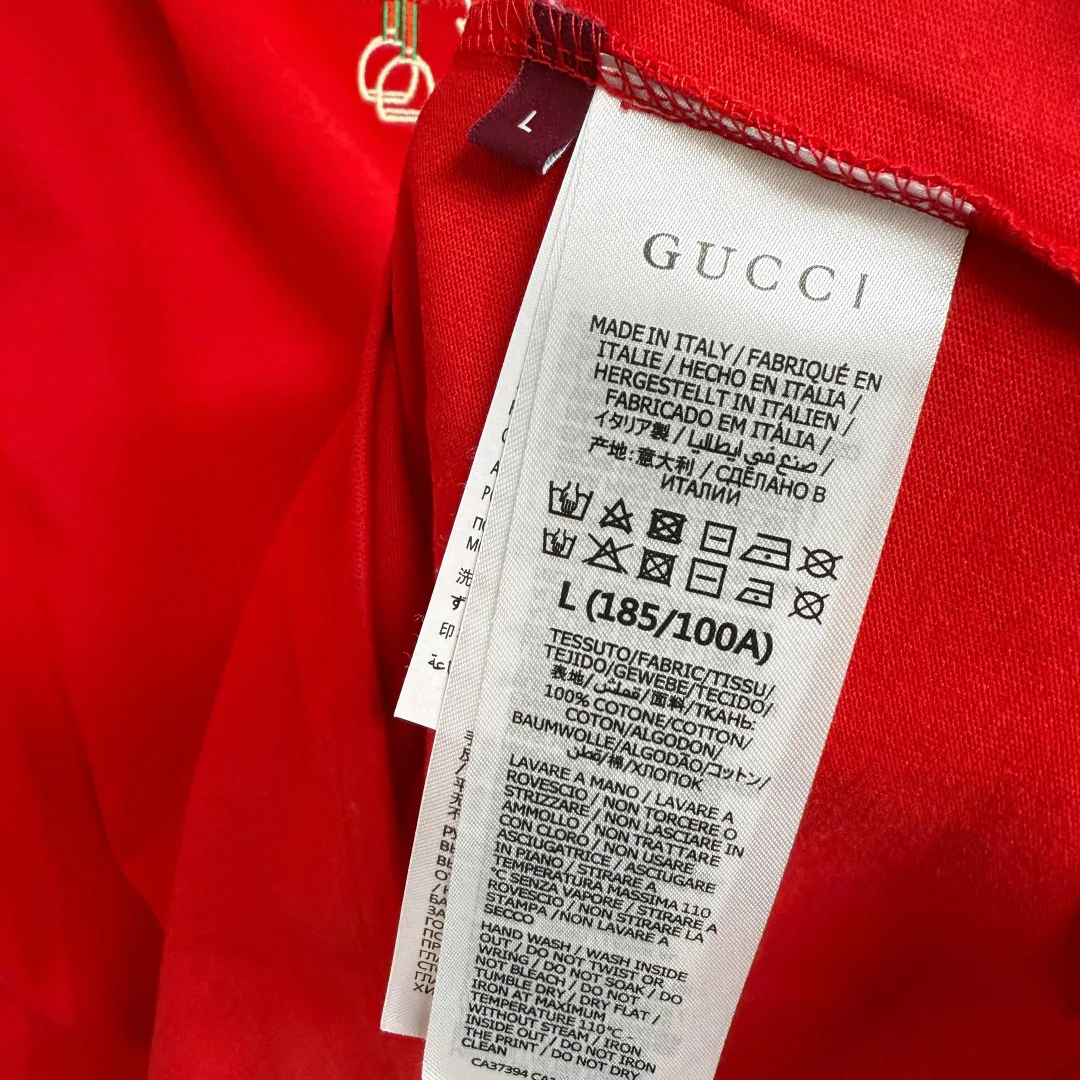 L
GUCCI
MADE IN ITALY / FABRIQUÉ EN
ITALIE / HECHO EN ITALIA /
HERGESTELLT IN ITALIEN /
FABRICADO EM ITÁLIA /
イタリア製 / صنع في ايطاليا /
产地:意大利 / СДЕЛАНО В
ИТАЛИИ
L (185/100A)
TESSUTO/FABRIC/TISSU/
TEJIDO/GEWEBE/TECIDO/
表地/قماش/面料/ТКАНЬ:
100% COTONE/COTTON/
COTON/ALGODON/
BAUMWOLLE/ALGODÃO/コットン/
قطن/棉/ХЛОПОК
LAVARE A MANO / LAVARE A
ROVESCIO / NON TORCERE O
STRIZZARE / NON LASCIARE IN
AMMOLLO / NON TRATTARE
CON CLORO / NON USARE
ASCIUGATRICE / ASCIUGARE
IN PIANO / STIRARE A
TEMPERATURA MASSIMA 110
°C SENZA VAPORE / STIRARE A
ROVESCIO / NON STIRARE LA
STAMPA / NON LAVARE A
SECCO
HAND WASH / WASH INSIDE
OUT / DO NOT TWIST OR
WRING / DO NOT SOAK / DO
NOT BLEACH / DO NOT
TUMBLE DRY / DRY FLAT /
IRON AT MAXIMUM
TEMPERATURE 110°C
WITHOUT STEAM / IRON
INSIDE OUT / DO NOT IRON
THE PRINT / DO NOT DRY
CLEAN
CA37394